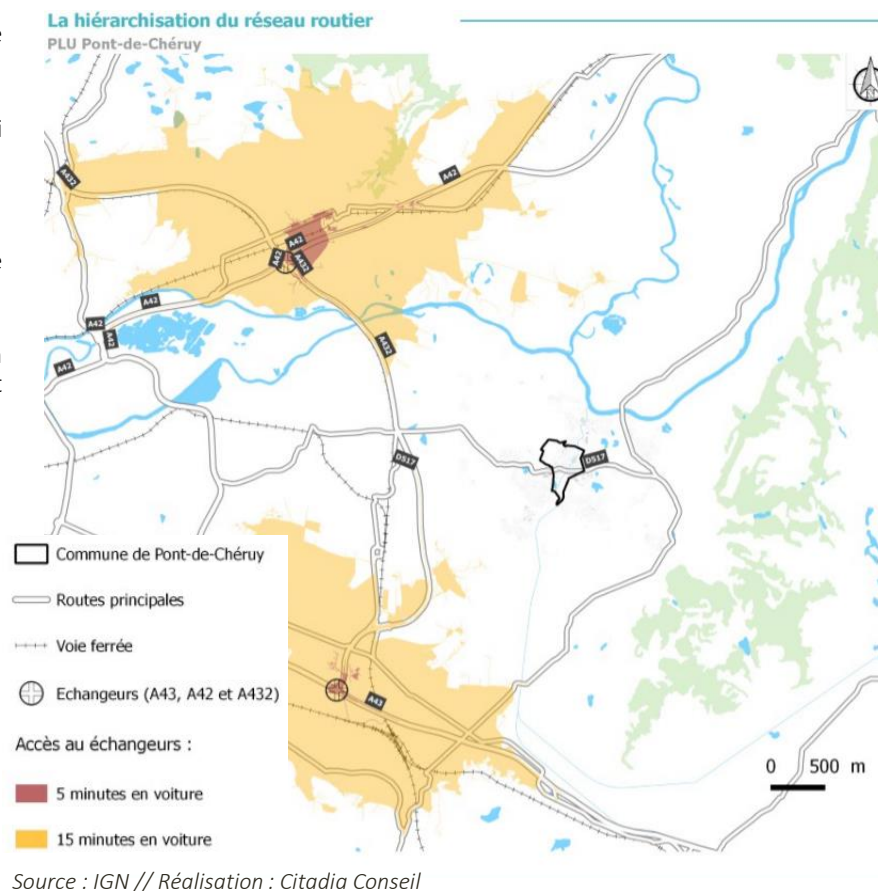 La hiérarchisation du réseau routier
PLU Pont-de-Chéruy
A432
A42
A42
A42
A432
A42
A42
A42
A42
A432
D517
D517
A43
Commune de Pont-de-Chéruy
Routes principales
Voie ferrée
Echangeurs (A43, A42 et A432)
Accès au échangeurs :
5 minutes en voiture
15 minutes en voiture
0 500 m
Source : IGN // Réalisation : Citadia Conseil